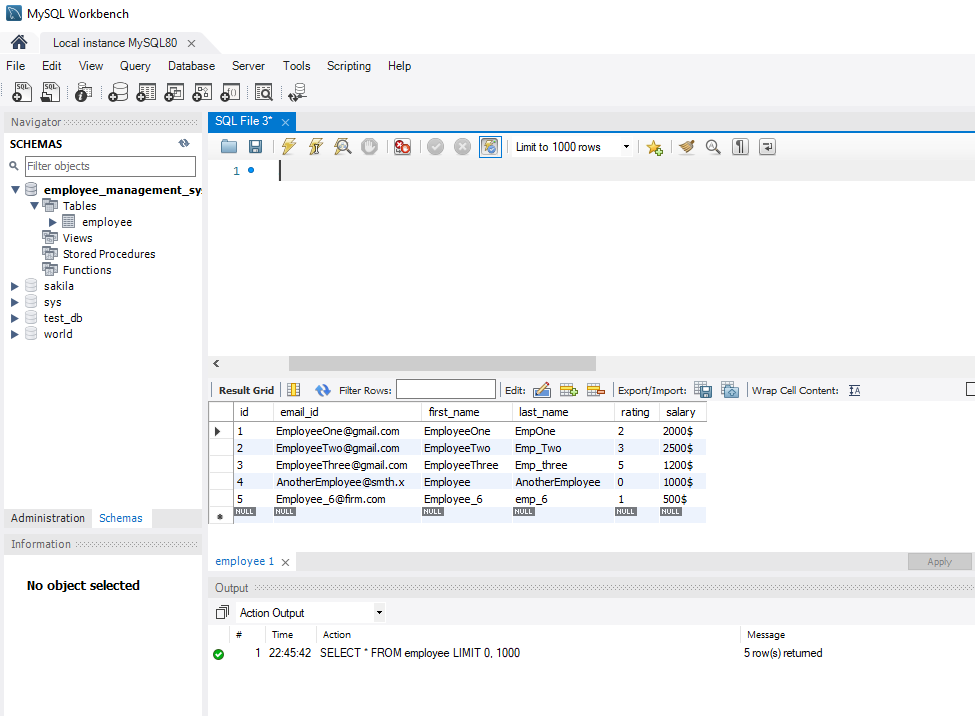 MySQL Workbench
Local instance MySQL80
File Edit View Query Database Server Tools Scripting Help
Navigator
SCHEMAS
Filter objects
employee_management_sy
Tables
employee
Views
Stored Procedures
Functions
sakila
sys
test_db
world
Administration Schemas
Information
No object selected
SQL File 3*
Limit to 1000 rows
1
Result Grid Filter Rows: Edit: Export/Import: Wrap Cell Content:
id email_id first_name last_name rating salary
1 EmployeeOne@gmail.com EmployeeOne EmpOne 2 2000$
2 EmployeeTwo@gmail.com EmployeeTwo Emp_Two 3 2500$
3 EmployeeThree@gmail.com EmployeeThree Emp_three 5 1200$
4 AnotherEmployee@smth.x Employee AnotherEmployee 0 1000$
5 Employee_6@firm.com Employee_6 emp_6 1 500$
NULL NULL NULL NULL NULL NULL
employee 1
Apply
Output
Action Output
# Time Action Message
1 22:45:42 SELECT * FROM employee LIMIT 0, 1000 5 row(s) returned